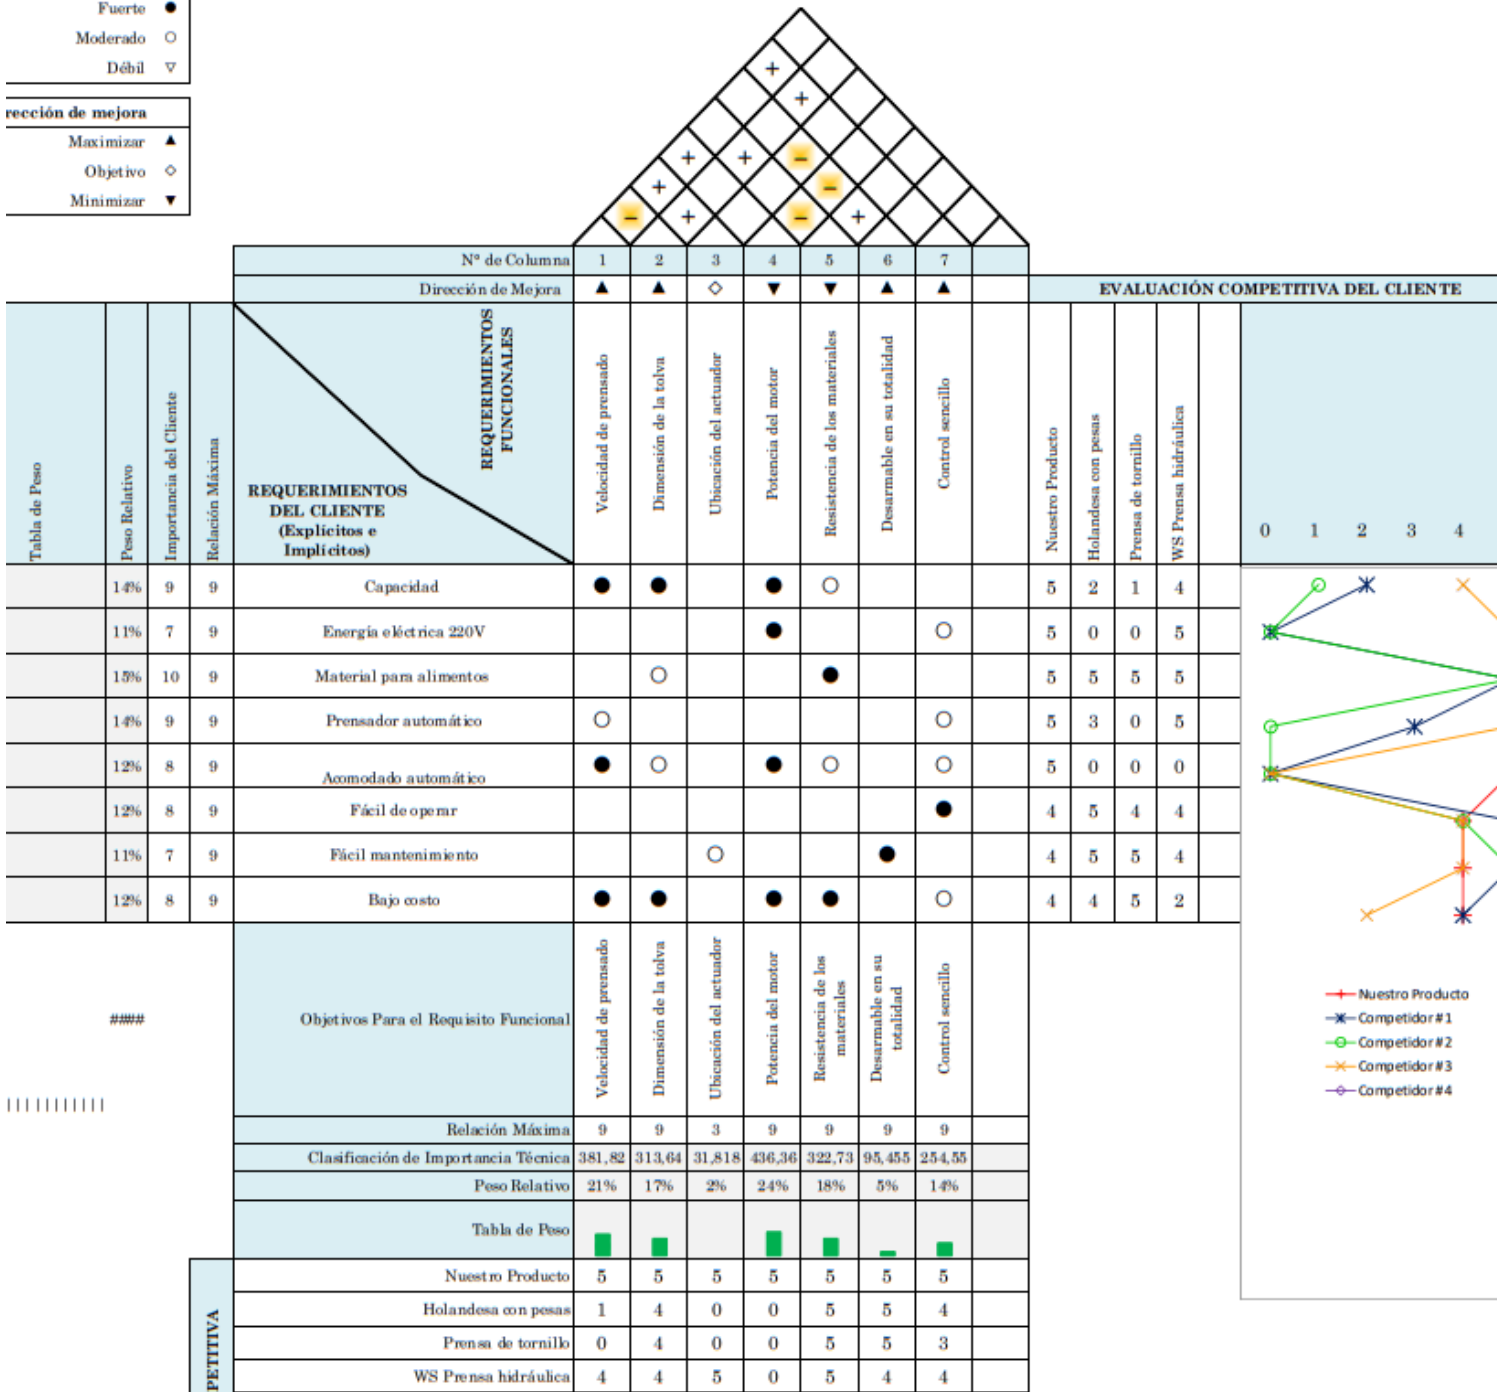 Fuerte ●
Moderado ○
Débil ▽
rección de mejora
Maximizar ▲
Objetivo ◇
Minimizar ▼
+
+
+ + −
+ −
− + − +
Nº de Columna 1 2 3 4 5 6 7
Dirección de Mejora ▲ ▲ ◇ ▼ ▼ ▲ ▲ EVALUACIÓN COMPETITIVA DEL CLIENTE
Tabla de Peso
Peso Relativo
Importancia del Cliente
Relación Máxima
REQUERIMIENTOS
FUNCIONALES
REQUERIMIENTOS
DEL CLIENTE
(Explícitos e
Implícitos)
Velocidad de prensado
Dimensión de la tolva
Ubicación del actuador
Potencia del motor
Resistencia de los materiales
Desarmable en su totalidad
Control sencillo
Nuestro Producto
Holandesa con pesas
Prensa de tornillo
WS Prensa hidráulica
0 1 2 3 4
14% 9 9 Capacidad ● ● ● ○ 5 2 1 4
11% 7 9 Energía eléctrica 220V ● ○ 5 0 0 5
15% 10 9 Material para alimentos ○ ● 5 5 5 5
14% 9 9 Prensador automático ○ ○ 5 3 0 5
12% 8 9 Acomodado automático ● ○ ● ○ ○ 5 0 0 0
12% 8 9 Fácil de operar ● 4 5 4 4
11% 7 9 Fácil mantenimiento ○ ● 4 5 5 4
12% 8 9 Bajo costo ● ● ● ● ○ 4 4 5 2
####
|||||||||||
Objetivos Para el Requisito Funcional
Velocidad de prensado
Dimensión de la tolva
Ubicación del actuador
Potencia del motor
Resistencia de los
materiales
Desarmable en su
totalidad
Control sencillo
Nuestro Producto
Competidor #1
Competidor #2
Competidor #3
Competidor #4
Relación Máxima 9 9 3 9 9 9 9
Clasificación de Importancia Técnica 381,82 313,64 31,818 436,36 322,73 95,455 254,55
Peso Relativo 21% 17% 2% 24% 18% 5% 14%
Tabla de Peso
PETITIVA
Nuestro Producto 5 5 5 5 5 5 5
Holandesa con pesas 1 4 0 0 5 5 4
Prensa de tornillo 0 4 0 0 5 5 3
WS Prensa hidráulica 4 4 5 0 5 4 4